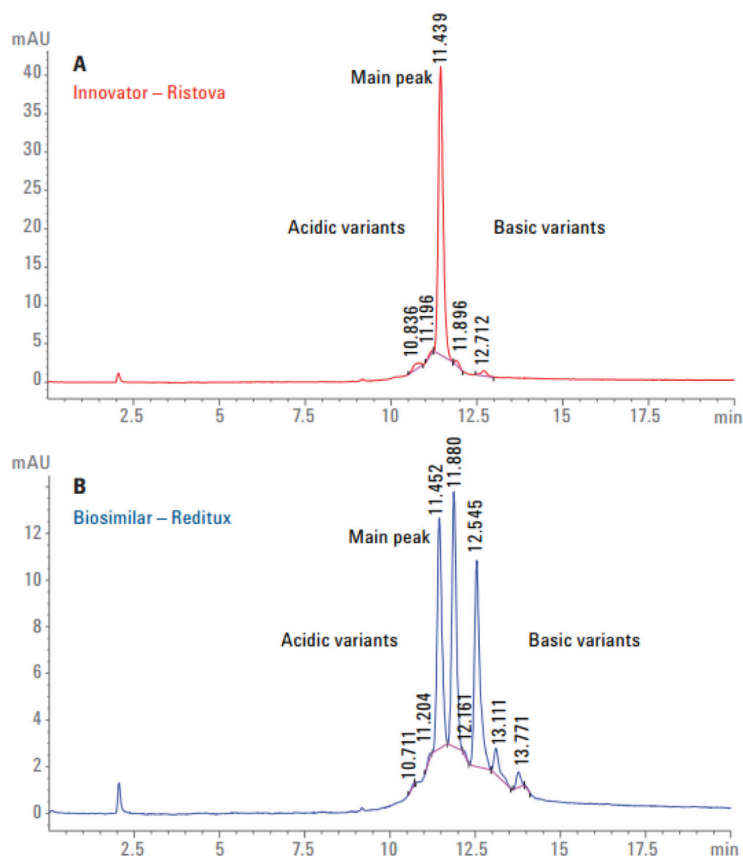 mAU
A
Innovator – Ristova
Main peak
11.439
Acidic variants
Basic variants
10.836
11.196
11.896
12.712
40
35
30
25
20
15
10
5
0
2.5 5 7.5 10 12.5 15 17.5 min
mAU
B
Biosimilar – Reditux
Main peak
11.452
11.880
12.545
Acidic variants
Basic variants
10.711
11.204
12.161
13.111
13.771
12
10
8
6
4
2
0
2.5 5 7.5 10 12.5 15 17.5 min